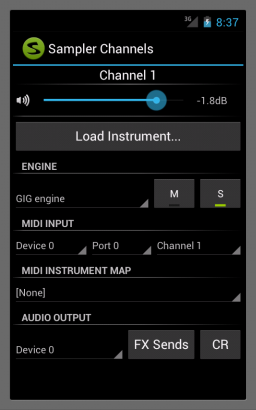 3G 8:37
Sampler Channels
Channel 1
-1.8dB
Load Instrument...
ENGINE
GIG engine M S
MIDI INPUT
Device 0 Port 0 Channel 1
MIDI INSTRUMENT MAP
[None]
AUDIO OUTPUT
Device 0 FX Sends CR